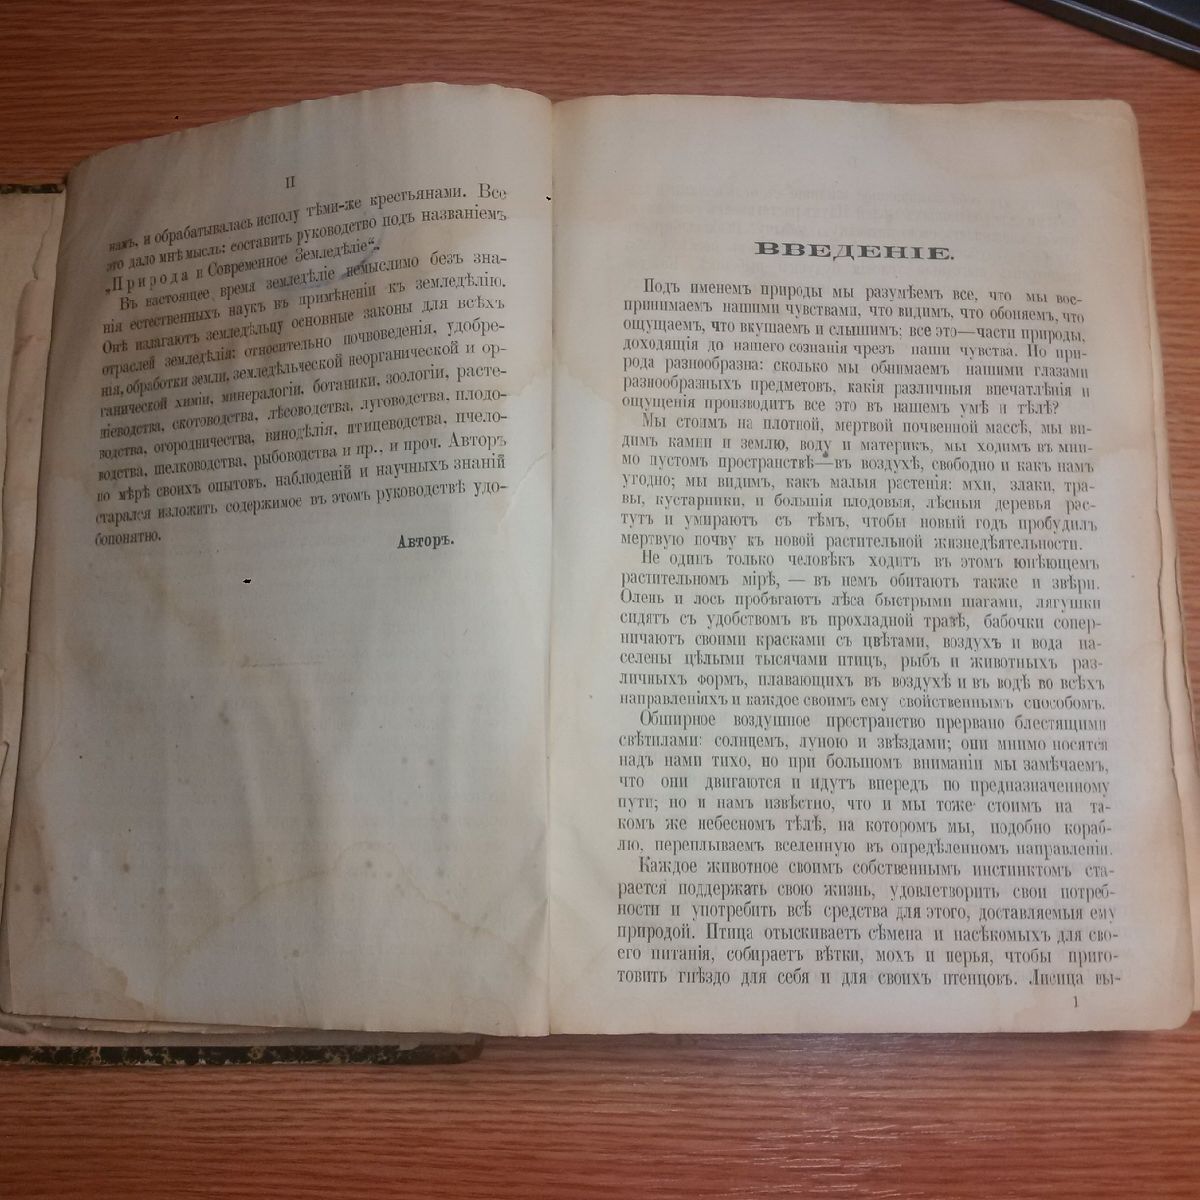 II
намъ, и обрабатывалась исполу тѣми-же крестьянами. Все
это дало мнѣ мысль: составить руководство подъ названіемъ
„Природа и Современное Земледѣліе“.
Въ настоящее время земледѣліе немыслимо безъ зна-
нія естественныхъ наукъ въ примѣненіи къ земледѣлію.
Онѣ излагаютъ земледѣльцу основные законы для всѣхъ
отраслей земледѣлія: относительно почвоведенія, удобре-
нія, обработки земли, земледѣльческой неорганической и ор-
ганической химіи, минералогіи, ботаники, зоологіи, расте-
ніеводства, скотоводства, лѣсоводства, луговодства, плодо-
водства, огородничества, винодѣлія, птицеводства, пчело-
водства, шелководства, рыбоводства и пр., и проч. Авторъ
по мѣрѣ своихъ опытовъ, наблюденій и научныхъ знаній
старался изложить содержимое въ этомъ руководствѣ удо-
бопонятно.
Авторъ.
ВВЕДЕНІЕ.
Подъ именемъ природы мы разумѣемъ все, что мы вос-
принимаемъ нашими чувствами, что видимъ, что обоняемъ, что
ощущаемъ, что вкушаемъ и слышимъ; все это—части природы,
доходящія до нашего сознанія чрезъ наши чувства. Но при-
рода разнообразна: сколько мы обнимаемъ нашими глазами
разнообразныхъ предметовъ, какія различныя впечатлѣнія и
ощущенія производитъ все это въ нашемъ умѣ и тѣлѣ?
Мы стоимъ на плотной, мертвой почвенной массѣ, мы ви-
димъ камни и землю, воду и материкъ, мы ходимъ въ мни-
мо пустомъ пространствѣ—въ воздухѣ, свободно и какъ намъ
угодно; мы видимъ, какъ малыя растенія: мхи, злаки, тра-
вы, кустарники, и большія плодовыя, лѣсныя деревья рас-
тутъ и умираютъ съ тѣмъ, чтобы новый годъ пробудилъ
мертвую почву къ новой растительной жизнедѣятельности.
Не одинъ только человѣкъ ходитъ въ этомъ юнѣющемъ
растительномъ мірѣ, — въ немъ обитаютъ также и звѣри.
Олень и лось пробѣгаютъ лѣса быстрыми шагами, лягушки
сидятъ съ удобствомъ въ прохладной травѣ, бабочки сопер-
ничаютъ своими красками съ цвѣтами, воздухъ и вода на-
селены цѣлыми тысячами птицъ, рыбъ и животныхъ раз-
личныхъ формъ, плавающихъ въ воздухѣ и въ водѣ во всѣхъ
направленіяхъ и каждое своимъ ему свойственнымъ способомъ.
Обширное воздушное пространство прервано блестящими
свѣтилами: солнцемъ, луною и звѣздами; они мнимо носятся
надъ нами тихо, но при большомъ вниманіи мы замѣчаемъ,
что они двигаются и идутъ впередъ по предназначенному
пути; но и намъ извѣстно, что и мы тоже стоимъ на та-
комъ же небесномъ тѣлѣ, на которомъ мы, подобно кораб-
лю, переплываемъ вселенную въ опредѣленномъ направленіи.
Каждое животное своимъ собственнымъ инстинктомъ ста-
рается поддержать свою жизнь, удовлетворить свои потреб-
ности и употребить всѣ средства для этого, доставляемыя ему
природой. Птица отыскиваетъ сѣмена и насѣкомыхъ для сво-
его питанія, собираетъ вѣтки, мохъ и перья, чтобы приго-
товить гнѣздо для себя и для своихъ птенцовъ. Лисица вы-
1